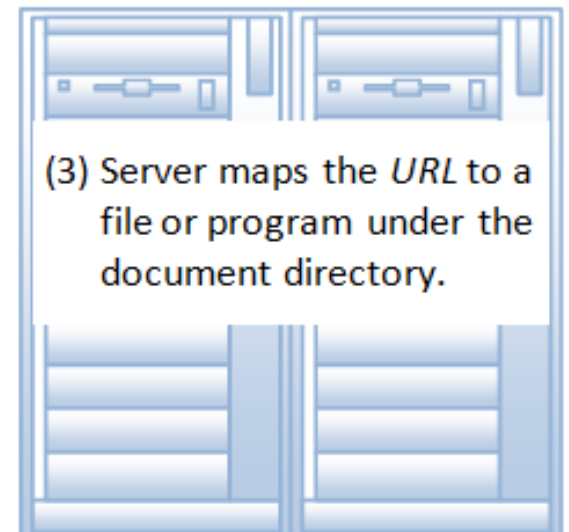 (3) Server maps the URL to a
file or program under the
document directory.